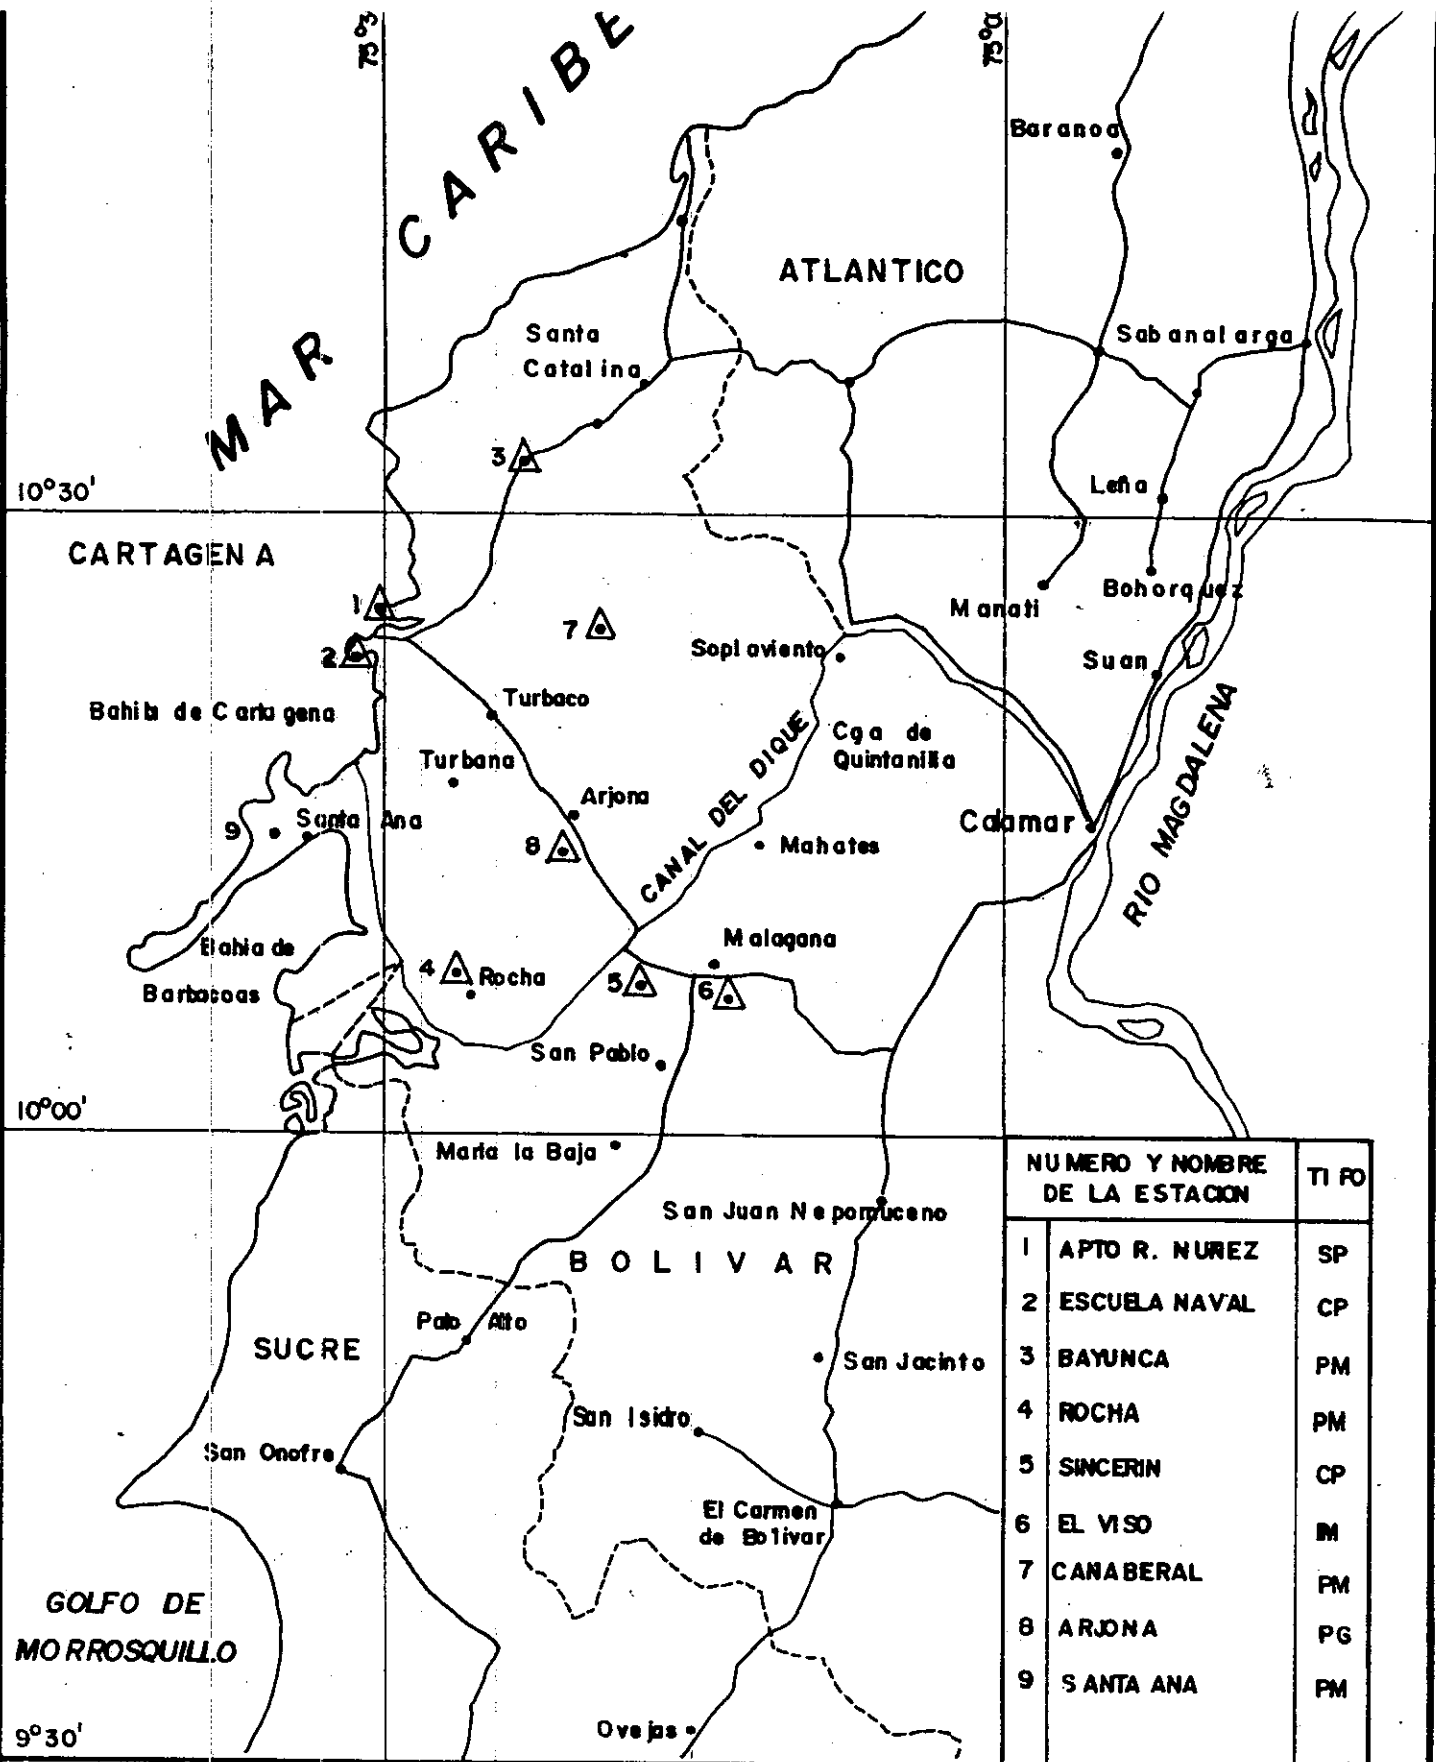 75°3
75°0
MAR CARIBE
Baranoa
ATLANTICO
Santa
Catalina
Sabanalarga
3
10°30'
Leña
CARTAGENA
1
7
Manati
Bohorquez
2
Soplaviento
Suan
Bahia de Cartagena
Turbaco
Cga de
Quintanilla
Turbana
CANAL DEL DIQUE
RIO MAGDALENA
Arjona
9
Santa Ana
Calamar
8
Mahates
Bahia de
Barbacoas
Malagana
4
Rocha
5
6
San Pablo
10°00'
Maria la Baja
San Juan Nepomuceno
BOLIVAR
Palo Alto
SUCRE
San Jacinto
San Isidro
San Onofre
El Carmen
de Bolivar
GOLFO DE
MORROSQUILLO
Ovejas
9°30'
NUMERO Y NOMBRE
DE LA ESTACION
TIPO
1 APTO R. NUÑEZ SP
2 ESCUELA NAVAL CP
3 BAYUNCA PM
4 ROCHA PM
5 SINCERIN CP
6 EL VISO PM
7 CAÑABERAL PM
8 ARJONA PG
9 SANTA ANA PM